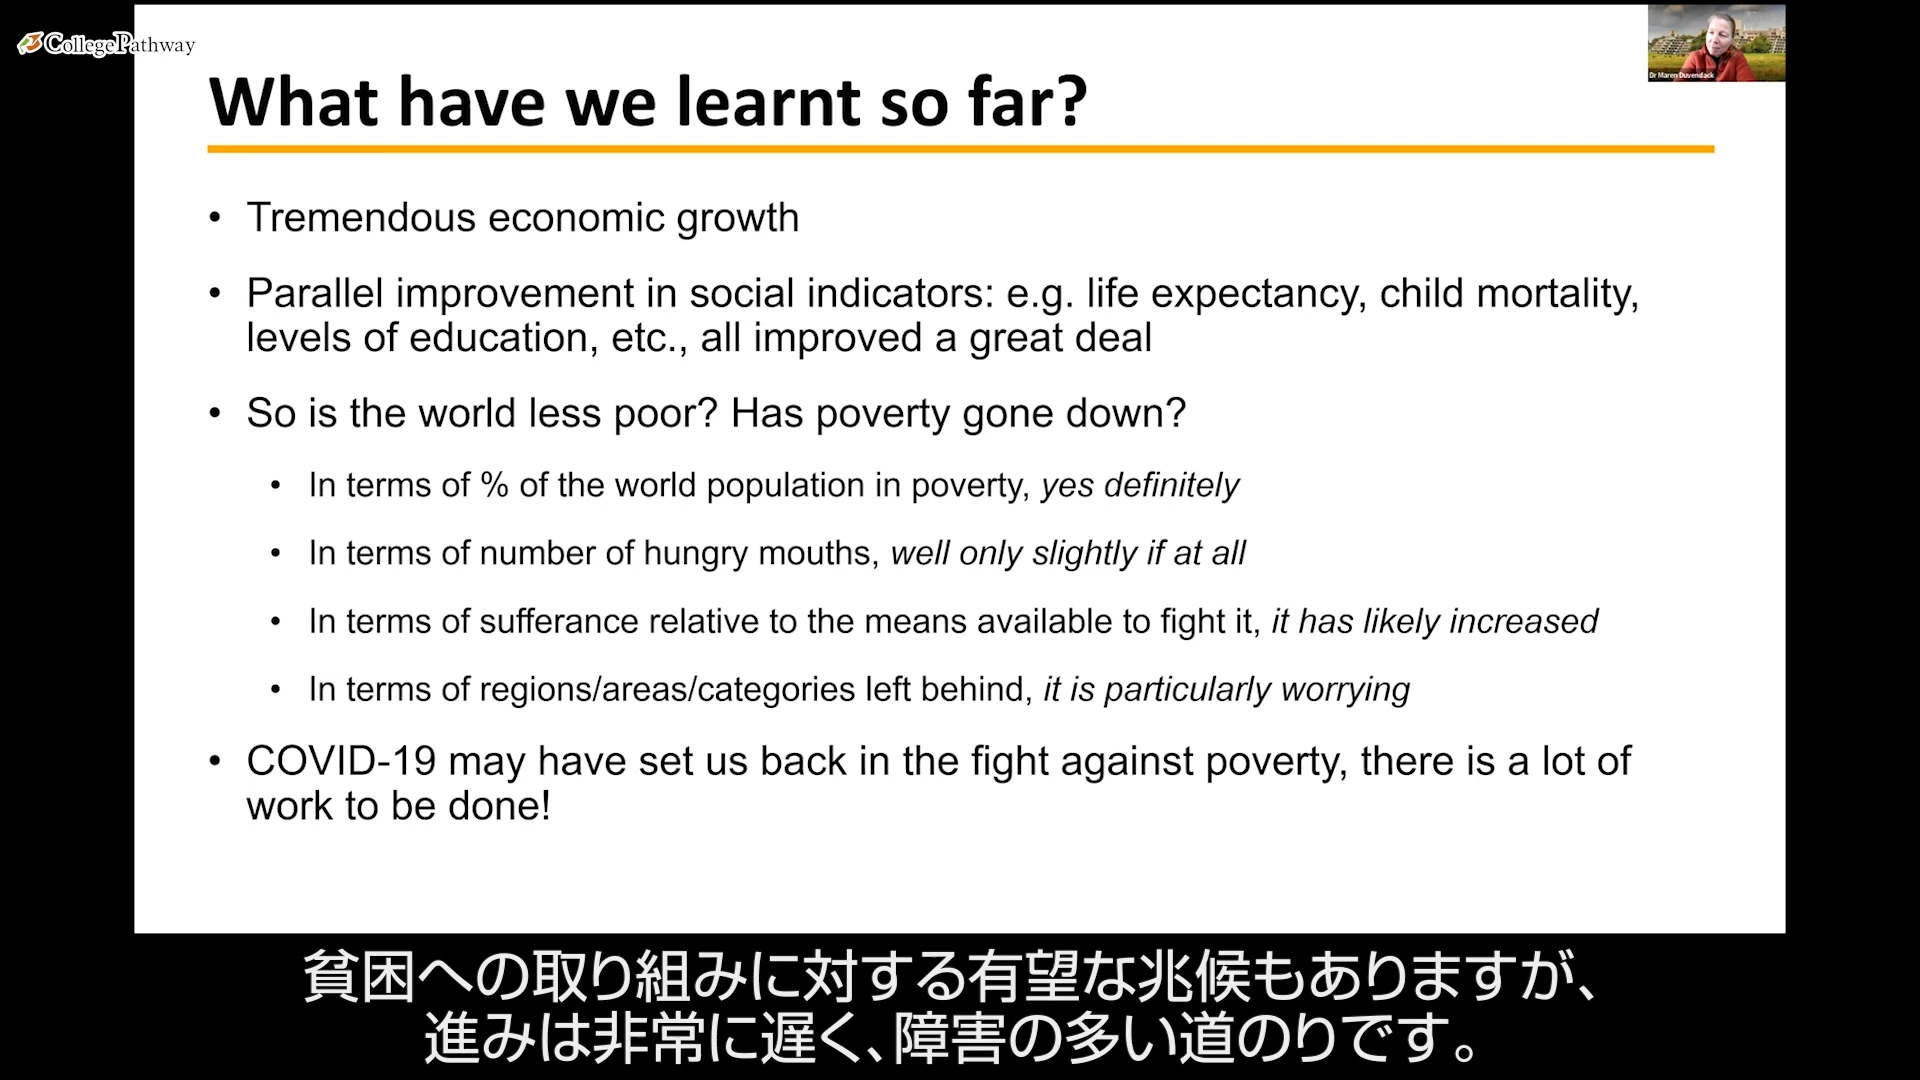 CollegePathway
Dr Maren Duvendack
What have we learnt so far?
• Tremendous economic growth
• Parallel improvement in social indicators: e.g. life expectancy, child mortality,
levels of education, etc., all improved a great deal
• So is the world less poor? Has poverty gone down?
• In terms of % of the world population in poverty, yes definitely
• In terms of number of hungry mouths, well only slightly if at all
• In terms of sufferance relative to the means available to fight it, it has likely increased
• In terms of regions/areas/categories left behind, it is particularly worrying
• COVID-19 may have set us back in the fight against poverty, there is a lot of
work to be done!
貧困への取り組みに対する有望な兆候もありますが、
進みは非常に遅く、障害の多い道のりです。